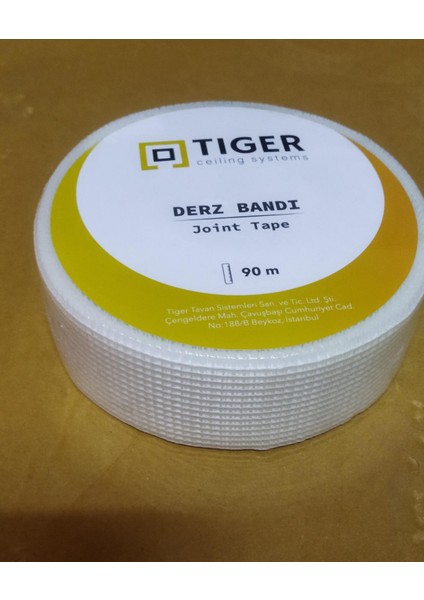 TIGER
ceiling systems
DERZ BANDI
Joint Tape
90 m
Tiger Tavan Sistemleri San. ve Tic. Ltd. Şti.
Çengeldere Mah. Çavuşbaşı Cumhuriyet Cad.
No:188/B Beykoz, İstanbul